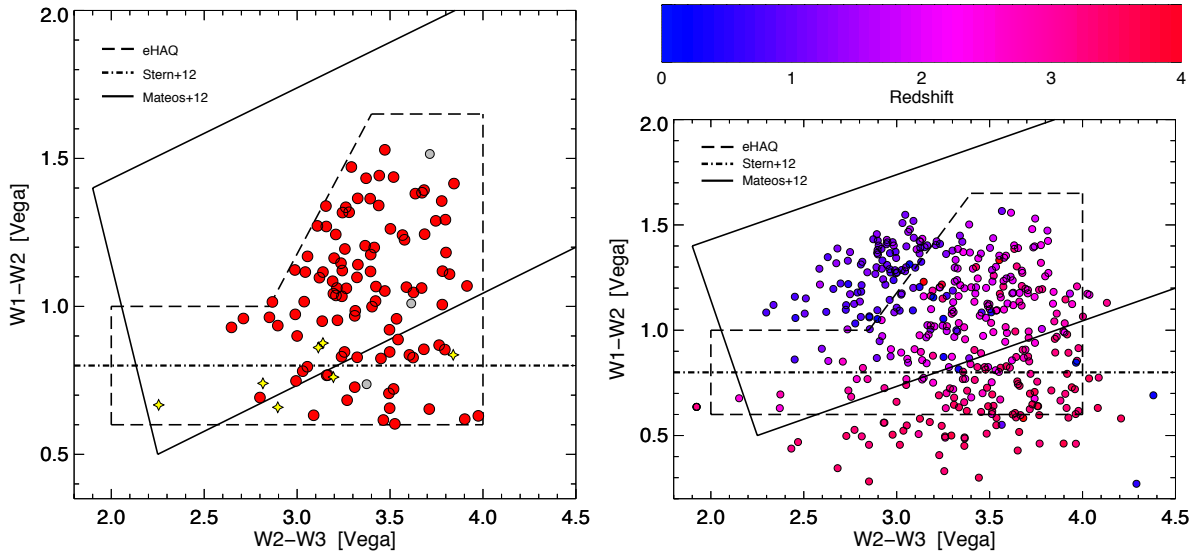 2.0
1.5
1.0
0.5
W1−W2 [Vega]
eHAQ
Stern+12
Mateos+12
2.0 2.5 3.0 3.5 4.0 4.5
W2−W3 [Vega]
0 1 2 3 4
Redshift
2.0
1.5
1.0
0.5
W1−W2 [Vega]
eHAQ
Stern+12
Mateos+12
2.0 2.5 3.0 3.5 4.0 4.5
W2−W3 [Vega]